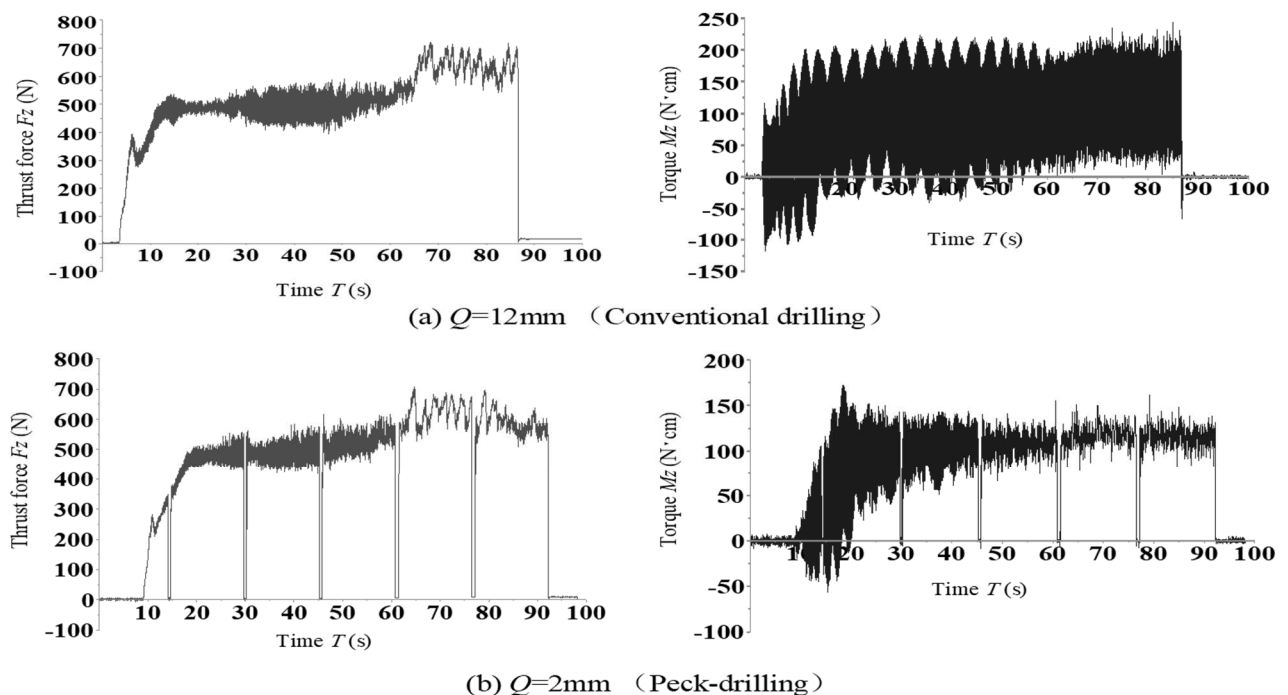 Thrust force Fz (N)
800
700
600
500
400
300
200
100
0
-100
10 20 30 40 50 60 70 80 90 100
Time T (s)
Torque Mz (N·cm)
250
200
150
100
50
0
-50
-100
-150
20 30 40 50 60 70 80 90 100
Time T (s)
(a) Q=12mm （Conventional drilling）
Thrust force Fz (N)
800
700
600
500
400
300
200
100
0
-100
10 20 30 40 50 60 70 80 90 100
Time T (s)
Torque Mz (N·cm)
200
150
100
50
0
-50
-100
10 20 30 40 50 60 70 80 90 100
Time T (s)
(b) Q=2mm （Peck-drilling）